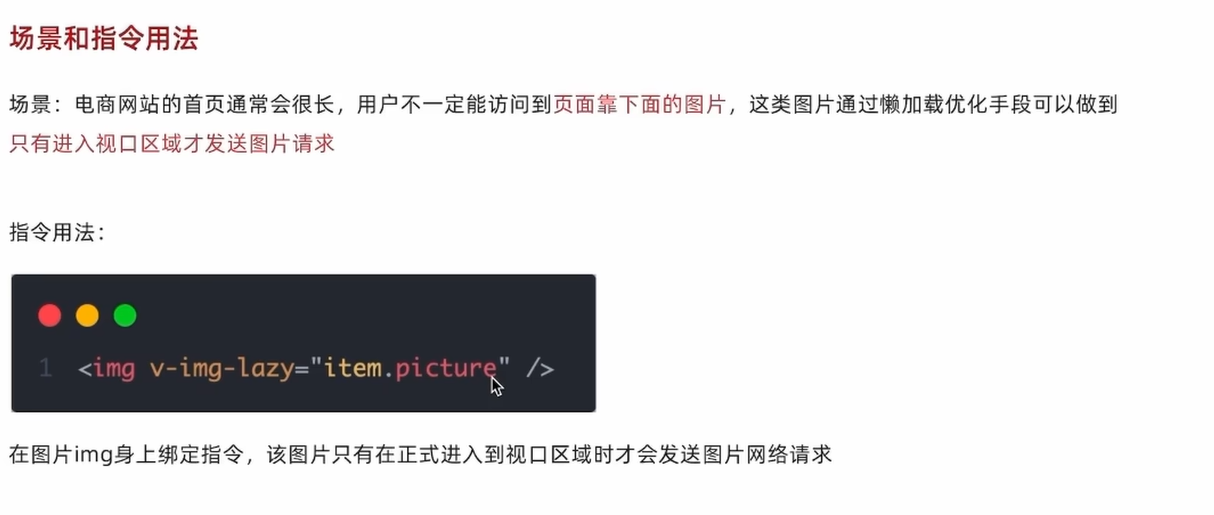 场景和指令用法
场景：电商网站的首页通常会很长，用户不一定能访问到页面靠下面的图片，这类图片通过懒加载优化手段可以做到
只有进入视口区域才发送图片请求
指令用法：
1 <img v-img-lazy="item.picture" />
在图片img身上绑定指令，该图片只有在正式进入到视口区域时才会发送图片网络请求